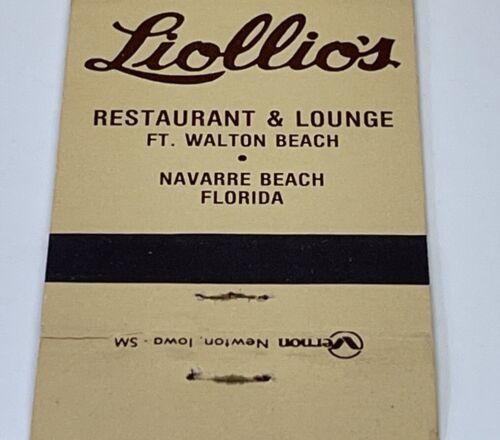 Liollio's
RESTAURANT & LOUNGE
FT. WALTON BEACH
•
NAVARRE BEACH
FLORIDA
Vernon Newton, Iowa - SM